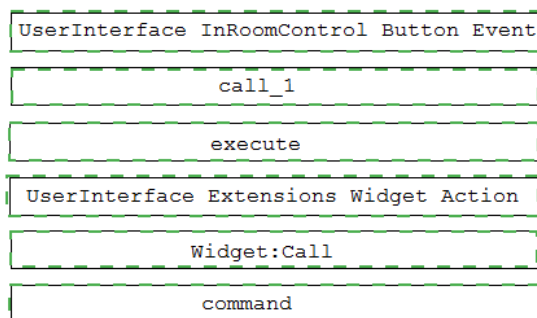 UserInterface InRoomControl Button Event
call_1
execute
UserInterface Extensions Widget Action
Widget:Call
command